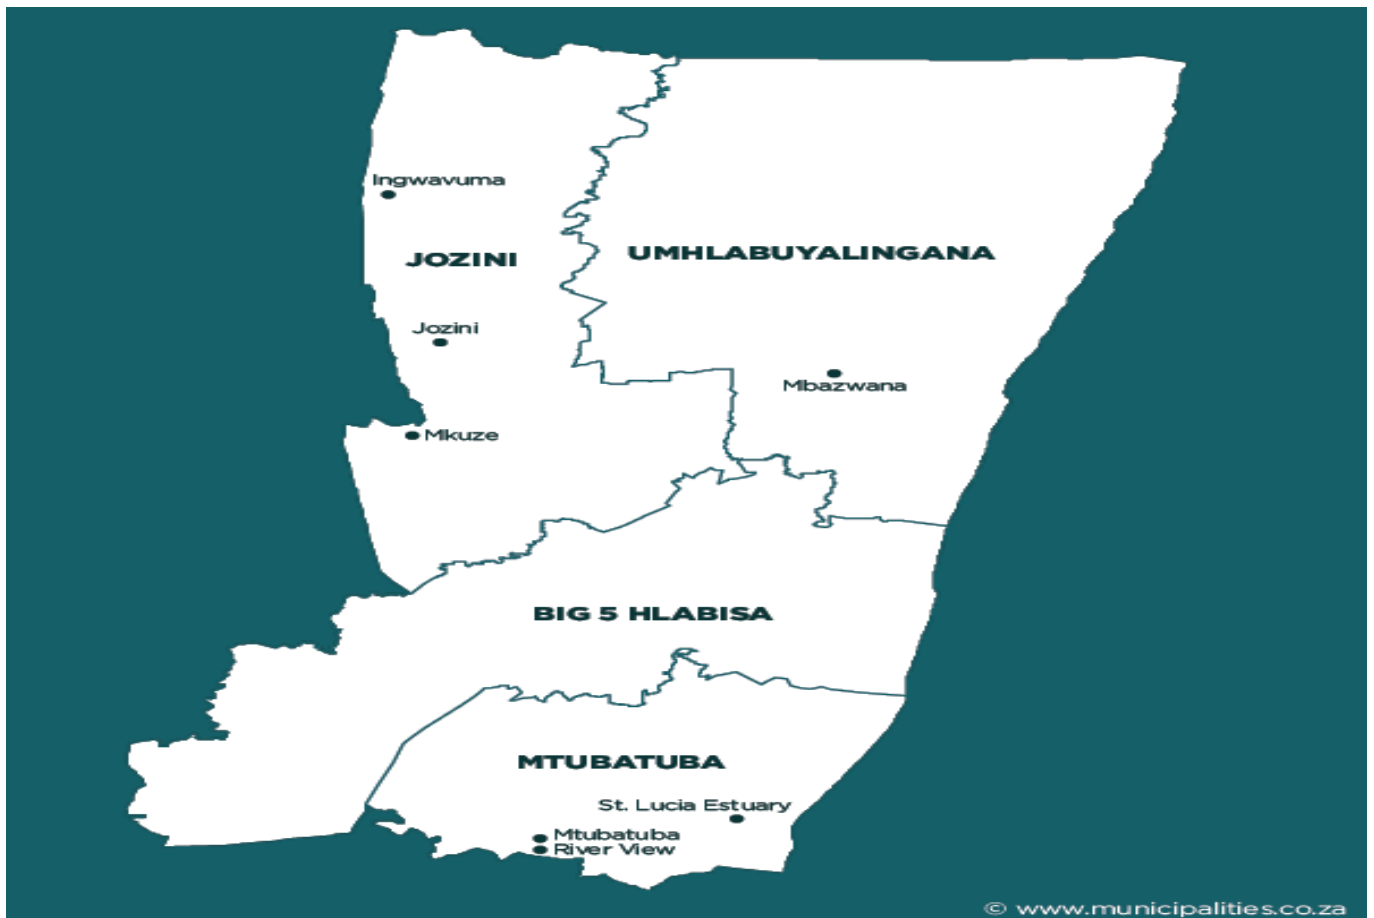 Ingwavuma
JOZINI
UMHLABUYALINGANA
Jozini
Mbazwana
Mkuze
BIG 5 HLABISA
MTUBATUBA
St. Lucia Estuary
Mtubatuba
River View
© www.municipalities.co.za